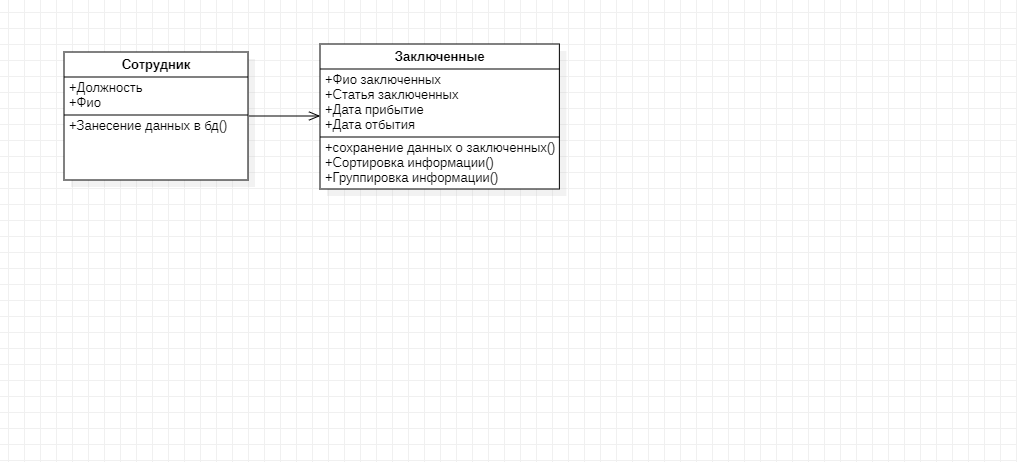 Сотрудник
+Должность
+Фио
+Занесение данных в бд()
Заключенные
+Фио заключенных
+Статья заключенных
+Дата прибытие
+Дата отбытия
+сохранение данных о заключенных()
+Сортировка информации()
+Группировка информации()